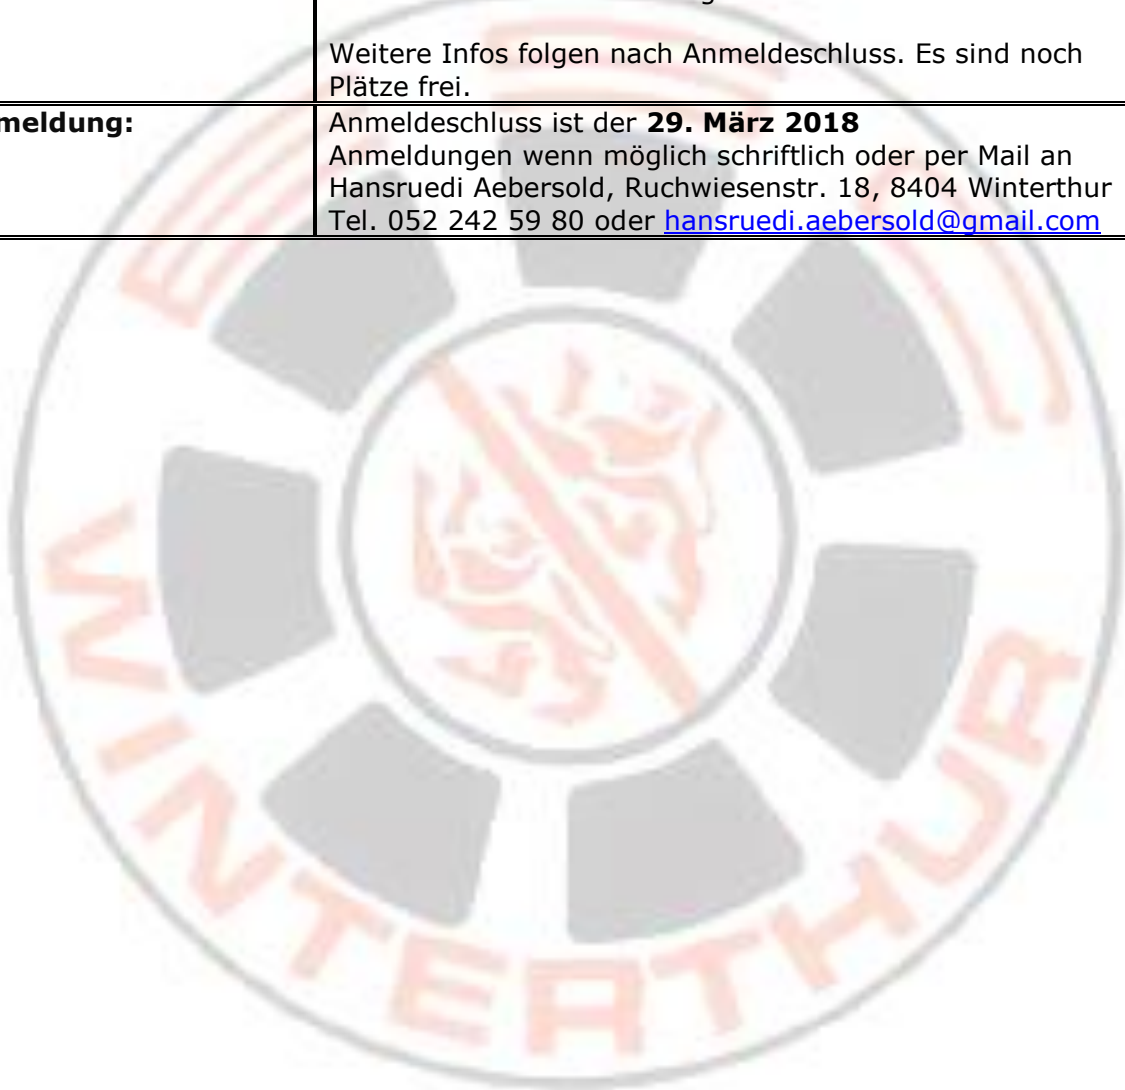 Weitere Infos folgen nach Anmeldeschluss. Es sind noch
Plätze frei.
meldung:
Anmeldeschluss ist der 29. März 2018
Anmeldungen wenn möglich schriftlich oder per Mail an
Hansruedi Aebersold, Ruchwiesenstr. 18, 8404 Winterthur
Tel. 052 242 59 80 oder hansruedi.aebersold@gmail.com
WINTERTHUR